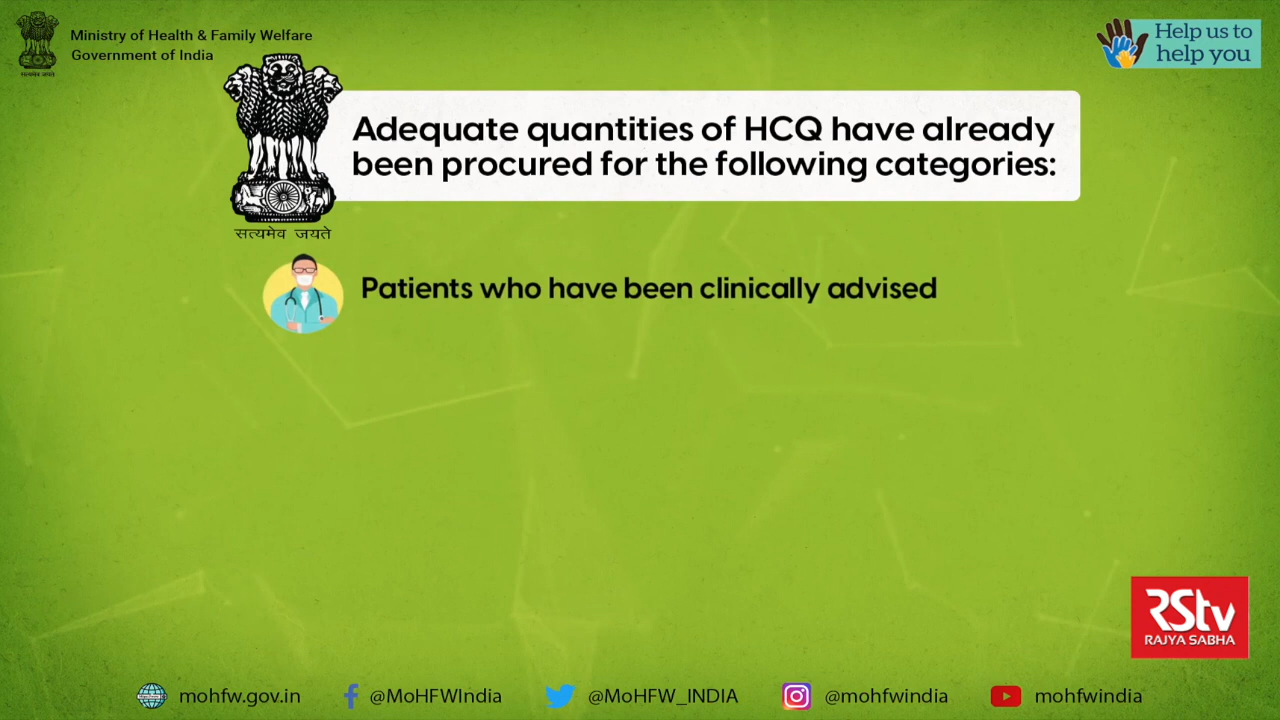 Ministry of Health & Family Welfare
Government of India
Help us to
help you
Adequate quantities of HCQ have already
been procured for the following categories:
सत्यमेव जयते
Patients who have been clinically advised
RStv
RAJYA SABHA
mohfw.gov.in @MoHFWIndia @MoHFW_INDIA @mohfwindia mohfwindia